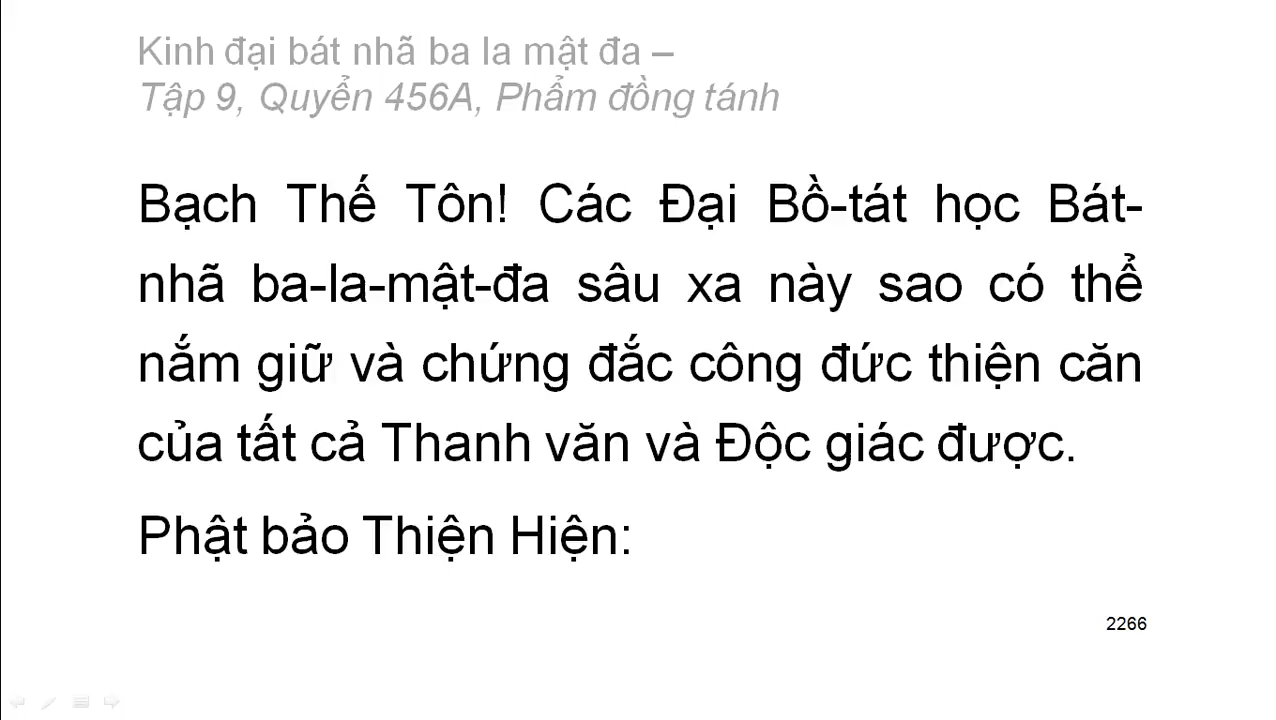 Kinh đại bát nhã ba la mật đa –
Tập 9, Quyển 456A, Phẩm đồng tánh
Bạch Thế Tôn! Các Đại Bồ-tát học Bát-
nhã ba-la-mật-đa sâu xa này sao có thể
nắm giữ và chứng đắc công đức thiện căn
của tất cả Thanh văn và Độc giác được.
Phật bảo Thiện Hiện:
2266